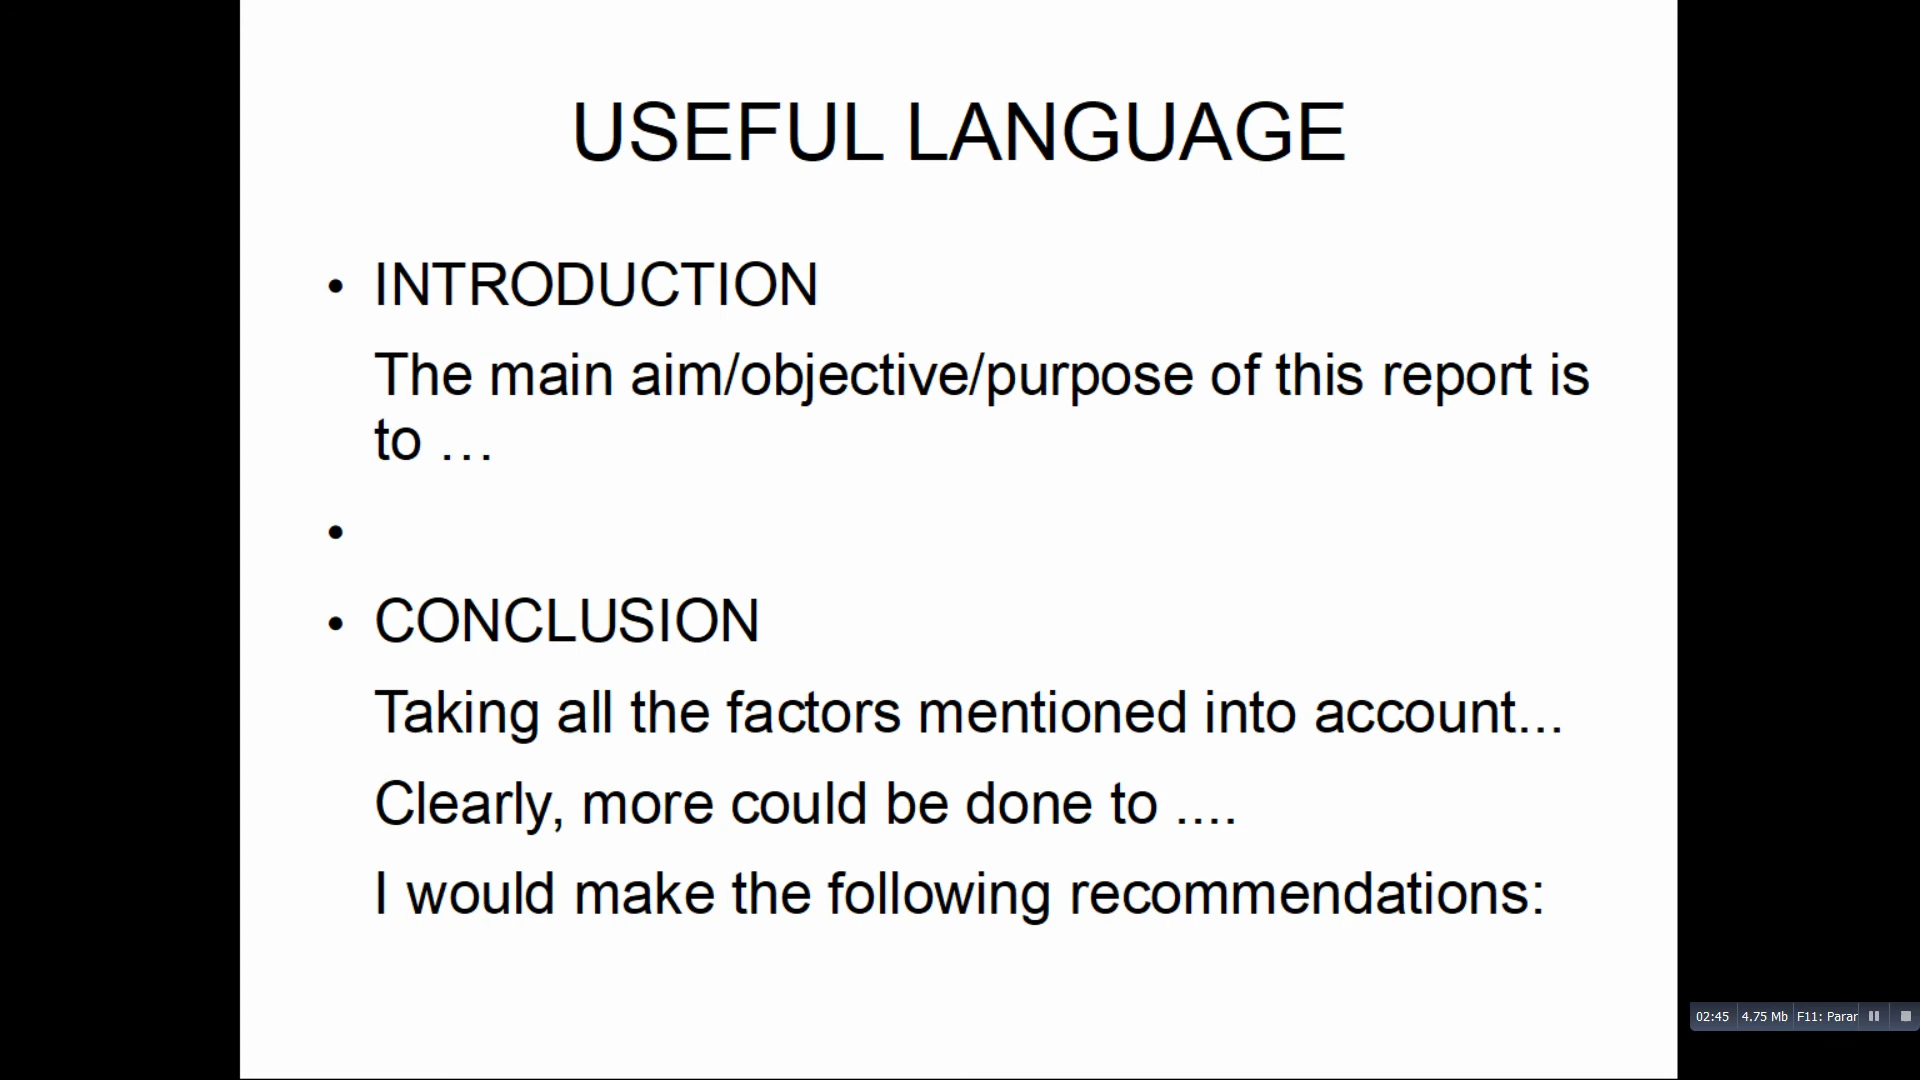 USEFUL LANGUAGE
• INTRODUCTION
The main aim/objective/purpose of this report is
to …
•
• CONCLUSION
Taking all the factors mentioned into account...
Clearly, more could be done to ....
I would make the following recommendations:
02:45 4.75 Mb F11: Parar